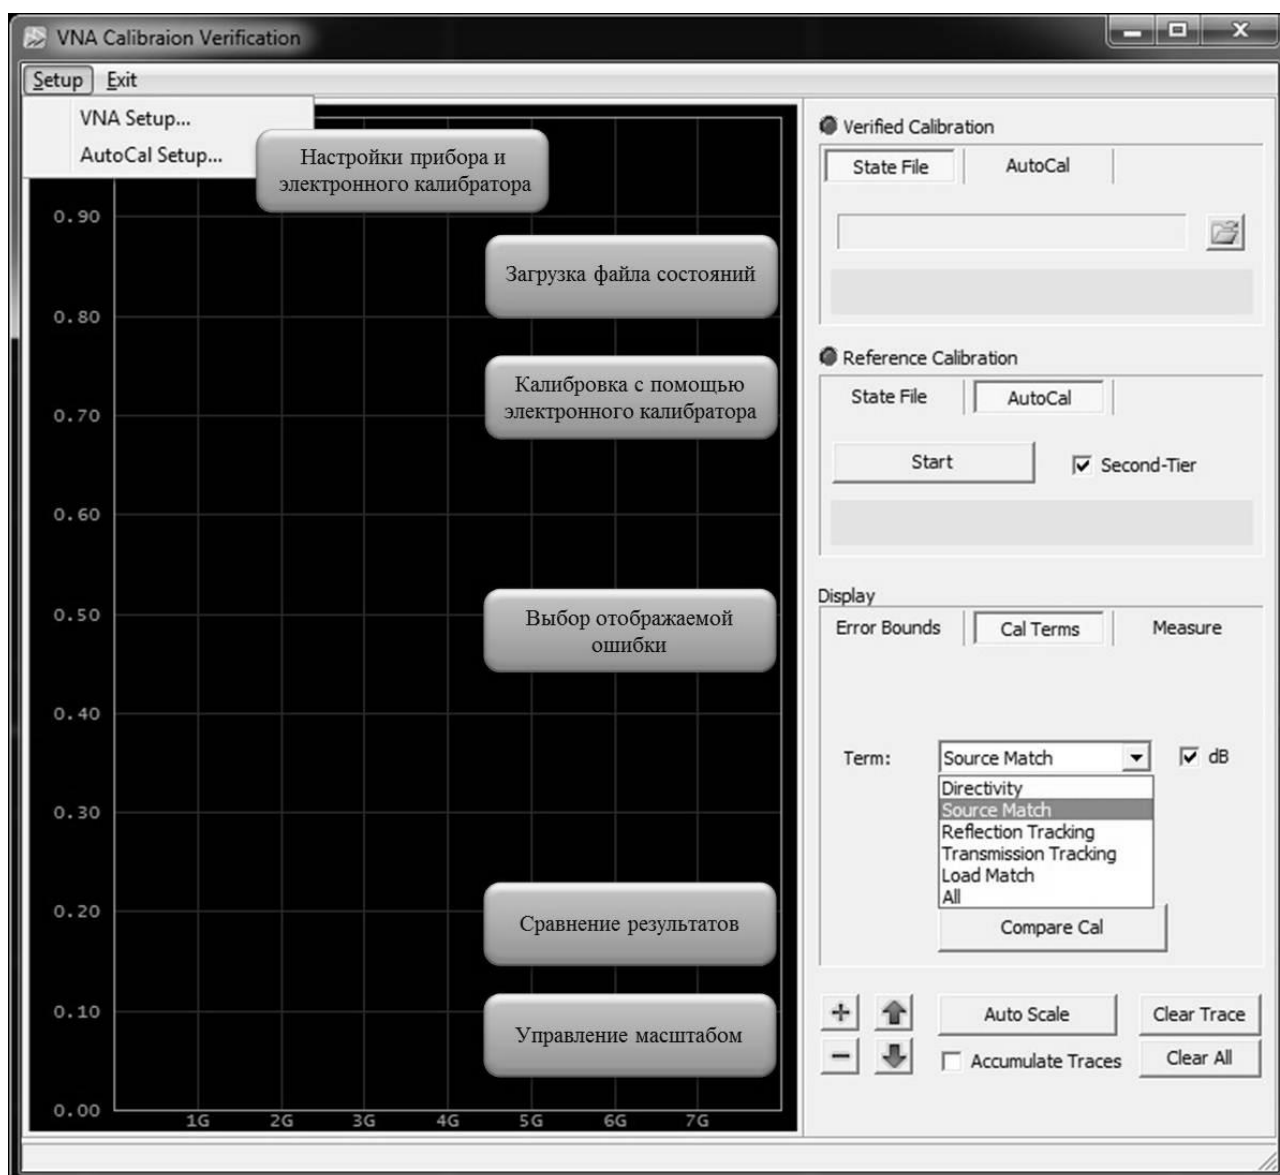 VNA Calibraion Verification
Setup Exit
VNA Setup...
AutoCal Setup...
Настройки прибора и
электронного калибратора
Загрузка файла состояний
Калибровка с помощью
электронного калибратора
Выбор отображаемой
ошибки
Сравнение результатов
Управление масштабом
0.90
0.80
0.70
0.60
0.50
0.40
0.30
0.20
0.10
0.00
1G 2G 3G 4G 5G 6G 7G
Verified Calibration
State File AutoCal
Reference Calibration
State File AutoCal
Start Second-Tier
Display
Error Bounds Cal Terms Measure
Term: Source Match dB
Directivity
Source Match
Reflection Tracking
Transmission Tracking
Load Match
All
Compare Cal
Auto Scale Clear Trace
Accumulate Traces Clear All